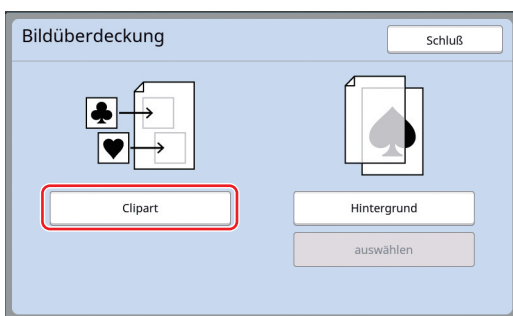 Bildüberdeckung
Schluß
Clipart
Hintergrund
auswählen